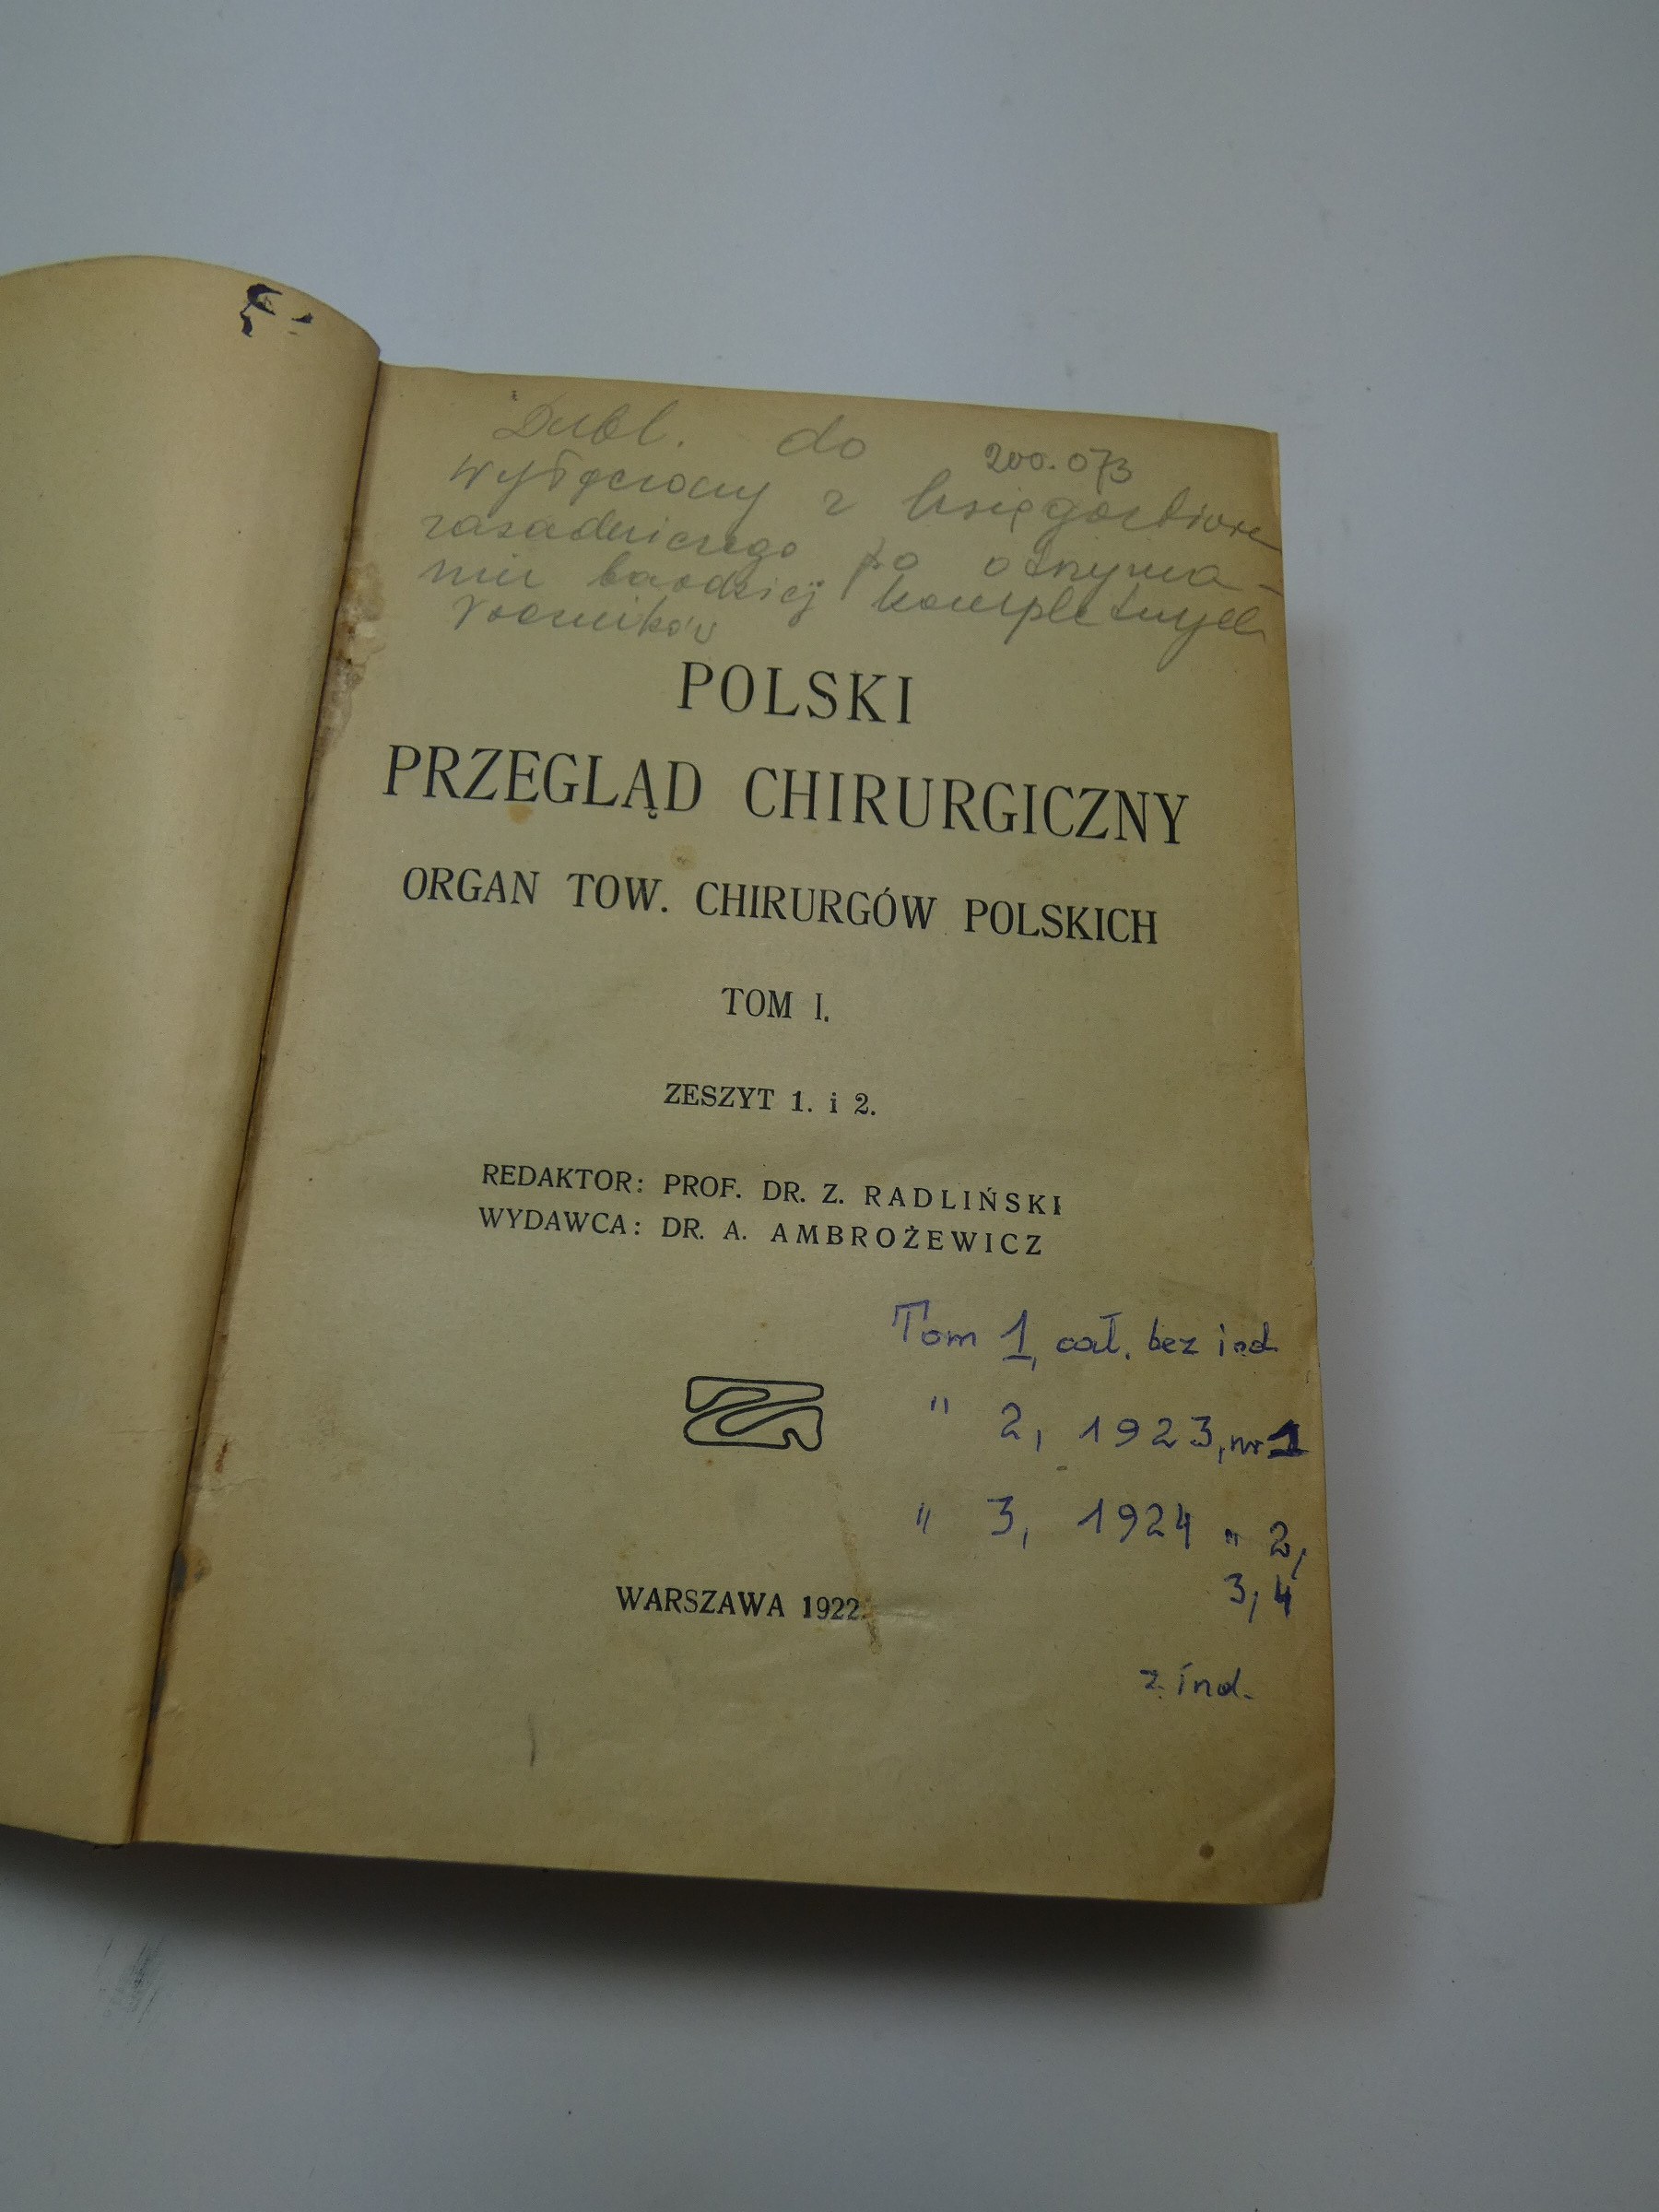 Dubl. do 200.073
wyłączony z księgozbioru
zasadniczego po otrzyma-
niu bardziej kompletnych
roczników
POLSKI
PRZEGLĄD CHIRURGICZNY
ORGAN TOW. CHIRURGÓW POLSKICH
TOM I.
ZESZYT 1. i 2.
REDAKTOR: PROF. DR. Z. RADLIŃSKI
WYDAWCA: DR. A. AMBROŻEWICZ
Tom 1, cał. bez ind.
" 2, 1923, nr 1
" 3, 1924 " 2,
3, 4
WARSZAWA 1922.
z ind.